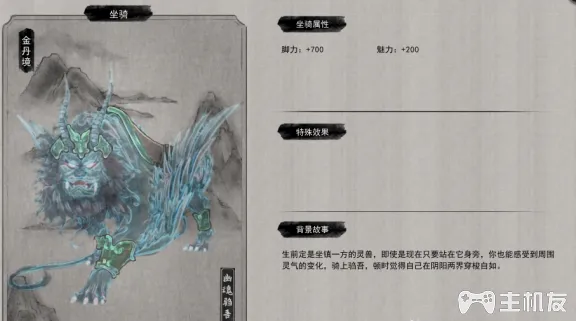 坐骑
金丹境
幽魂驺吾
坐骑属性
脚力：+700
魅力：+200
特殊效果
背景故事
生前定是坐镇一方的灵兽，即使是现在只要站在它身旁，你也能感受到周围
灵气的变化，骑上驺吾，顿时觉得自己在阴阳两界穿梭自如。
主机友